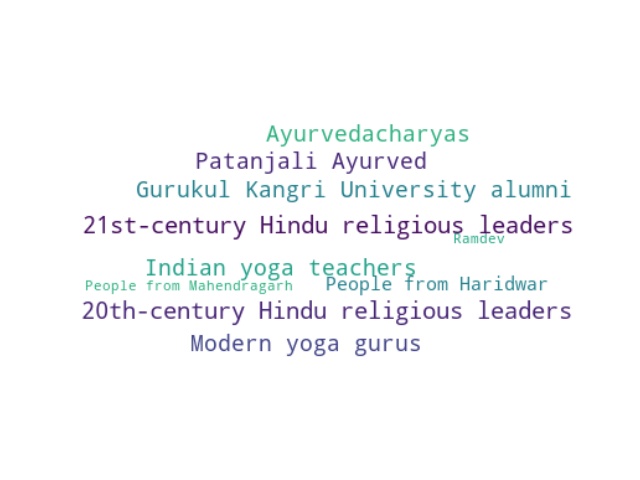 Ayurvedacharyas
Patanjali Ayurved
Gurukul Kangri University alumni
21st-century Hindu religious leaders
Ramdev
Indian yoga teachers
People from Mahendragarh
People from Haridwar
20th-century Hindu religious leaders
Modern yoga gurus